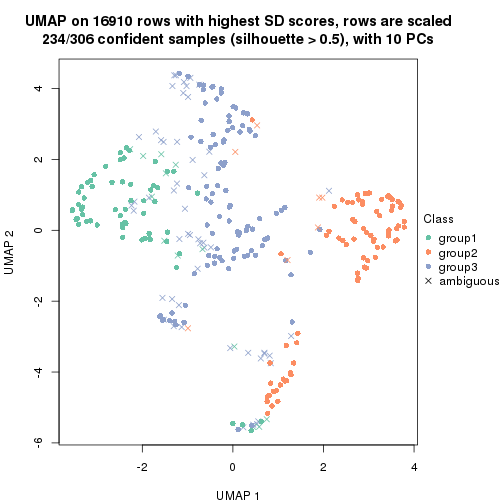 UMAP on 16910 rows with highest SD scores, rows are scaled
234/306 confident samples (silhouette > 0.5), with 10 PCs
4
2
0
-2
-4
-6
UMAP 2
-2
0
2
4
UMAP 1
Class
group1
group2
group3
ambiguous